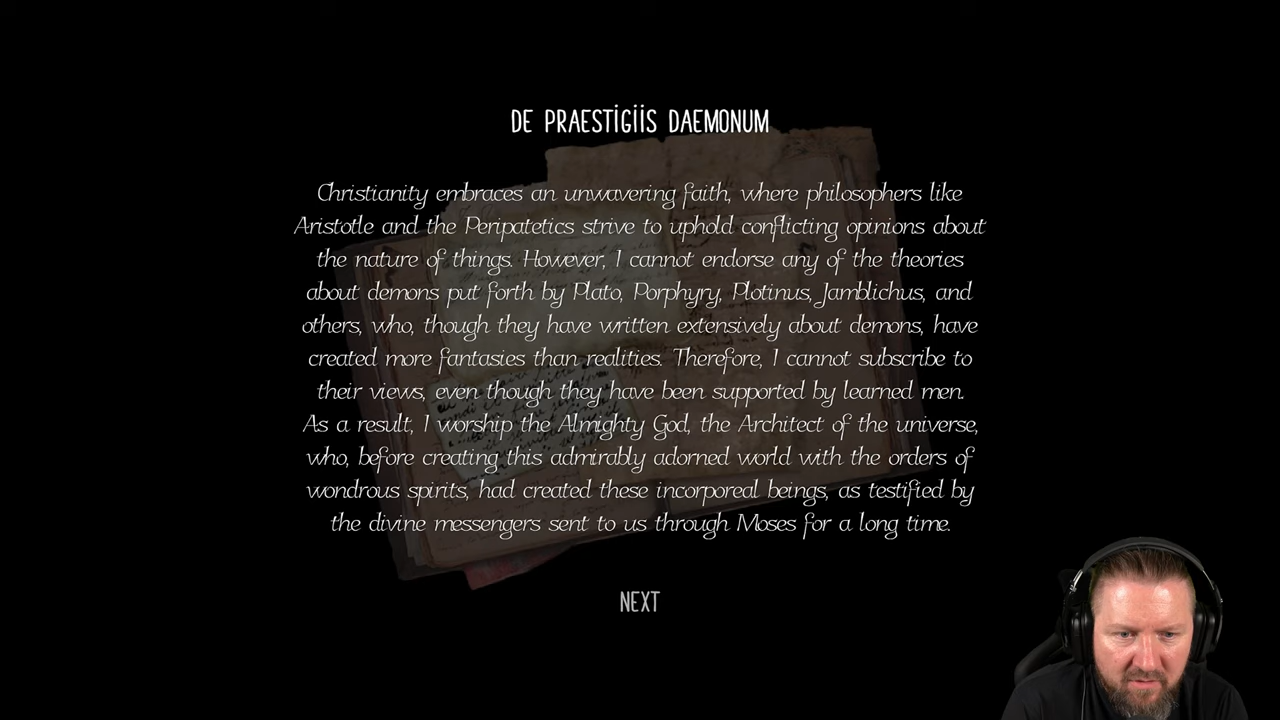 DE PRAESTIGIIS DAEMONUM
Christianity embraces an unwavering faith, where philosophers like
Aristotle and the Peripatetics strive to uphold conflicting opinions about
the nature of things. However, I cannot endorse any of the theories
about demons put forth by Plato, Porphyry, Plotinus, Jamblichus, and
others, who, though they have written extensively about demons, have
created more fantasies than realities. Therefore, I cannot subscribe to
their views, even though they have been supported by learned men.
As a result, I worship the Almighty God, the Architect of the universe,
who, before creating this admirably adorned world with the orders of
wondrous spirits, had created these incorporeal beings, as testified by
the divine messengers sent to us through Moses for a long time.
NEXT